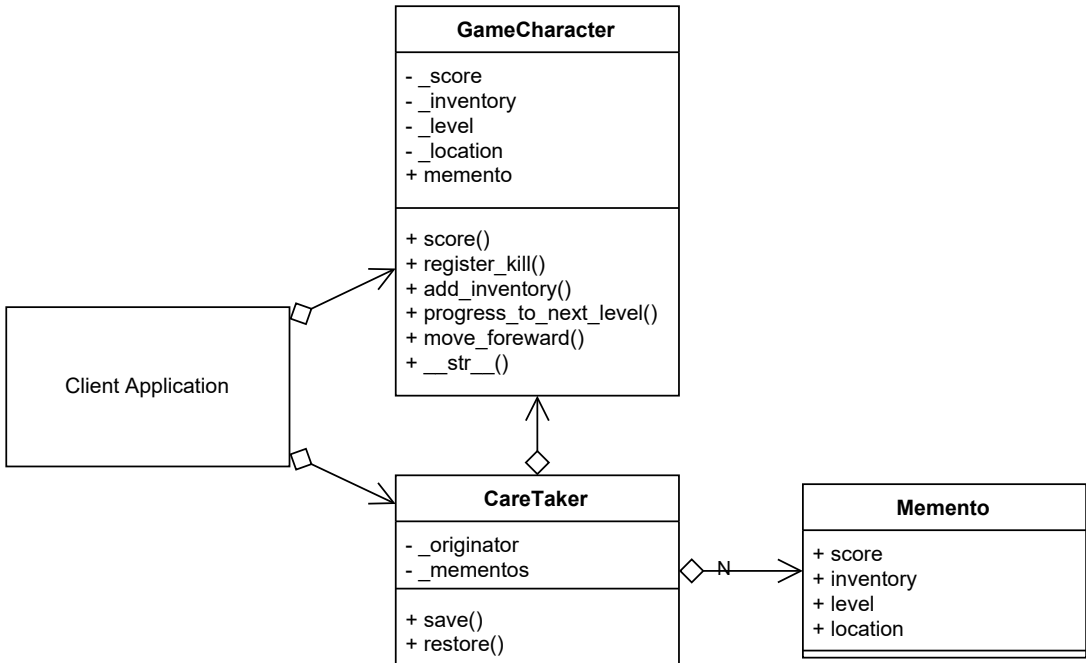 GameCharacter
- _score
- _inventory
- _level
- _location
+ memento
+ score()
+ register_kill()
+ add_inventory()
+ progress_to_next_level()
+ move_foreward()
+ __str__()
Client Application
CareTaker
- _originator
- _mementos
+ save()
+ restore()
N
Memento
+ score
+ inventory
+ level
+ location